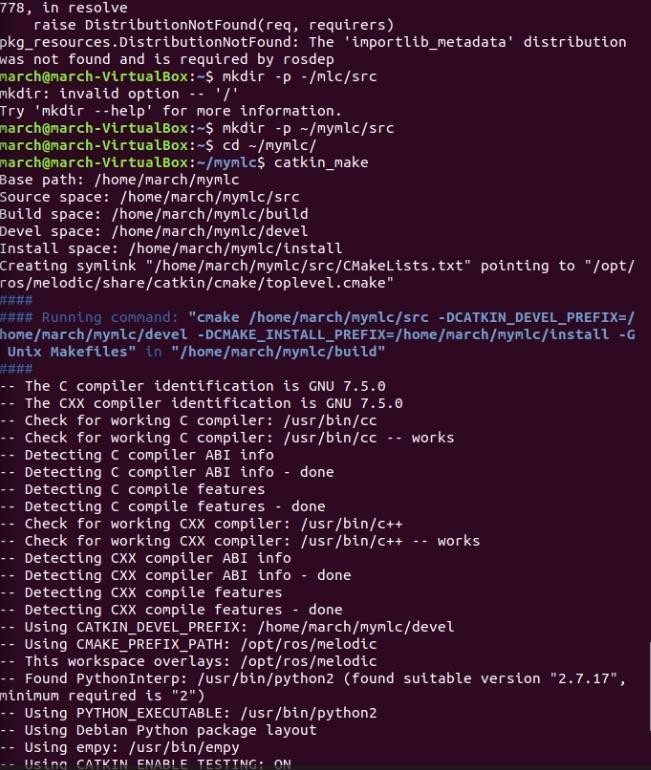 778, in resolve
    raise DistributionNotFound(req, requirers)
pkg_resources.DistributionNotFound: The 'importlib_metadata' distribution
was not found and is required by rosdep
march@march-VirtualBox:~$ mkdir -p -/mlc/src
mkdir: invalid option -- '/'
Try 'mkdir --help' for more information.
march@march-VirtualBox:~$ mkdir -p ~/mymlc/src
march@march-VirtualBox:~$ cd ~/mymlc/
march@march-VirtualBox:~/mymlc$ catkin_make
Base path: /home/march/mymlc
Source space: /home/march/mymlc/src
Build space: /home/march/mymlc/build
Devel space: /home/march/mymlc/devel
Install space: /home/march/mymlc/install
Creating symlink "/home/march/mymlc/src/CMakeLists.txt" pointing to "/opt/
ros/melodic/share/catkin/cmake/toplevel.cmake"
####
#### Running command: "cmake /home/march/mymlc/src -DCATKIN_DEVEL_PREFIX=/
home/march/mymlc/devel -DCMAKE_INSTALL_PREFIX=/home/march/mymlc/install -G
 Unix Makefiles" in "/home/march/mymlc/build"
####
-- The C compiler identification is GNU 7.5.0
-- The CXX compiler identification is GNU 7.5.0
-- Check for working C compiler: /usr/bin/cc
-- Check for working C compiler: /usr/bin/cc -- works
-- Detecting C compiler ABI info
-- Detecting C compiler ABI info - done
-- Detecting C compile features
-- Detecting C compile features - done
-- Check for working CXX compiler: /usr/bin/c++
-- Check for working CXX compiler: /usr/bin/c++ -- works
-- Detecting CXX compiler ABI info
-- Detecting CXX compiler ABI info - done
-- Detecting CXX compile features
-- Detecting CXX compile features - done
-- Using CATKIN_DEVEL_PREFIX: /home/march/mymlc/devel
-- Using CMAKE_PREFIX_PATH: /opt/ros/melodic
-- This workspace overlays: /opt/ros/melodic
-- Found PythonInterp: /usr/bin/python2 (found suitable version "2.7.17",
minimum required is "2")
-- Using PYTHON_EXECUTABLE: /usr/bin/python2
-- Using Debian Python package layout
-- Using empy: /usr/bin/empy
-- Using CATKIN_ENABLE_TESTING: ON